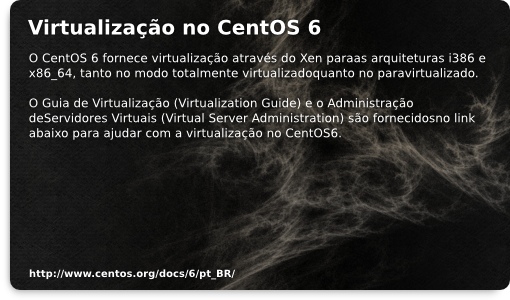 Virtualização no CentOS 6
O CentOS 6 fornece virtualização através do Xen paraas arquiteturas i386 e
x86_64, tanto no modo totalmente virtualizadoquanto no paravirtualizado.
O Guia de Virtualização (Virtualization Guide) e o Administração
deServidores Virtuais (Virtual Server Administration) são fornecidosno link
abaixo para ajudar com a virtualização no CentOS6.
http://www.centos.org/docs/6/pt_BR/